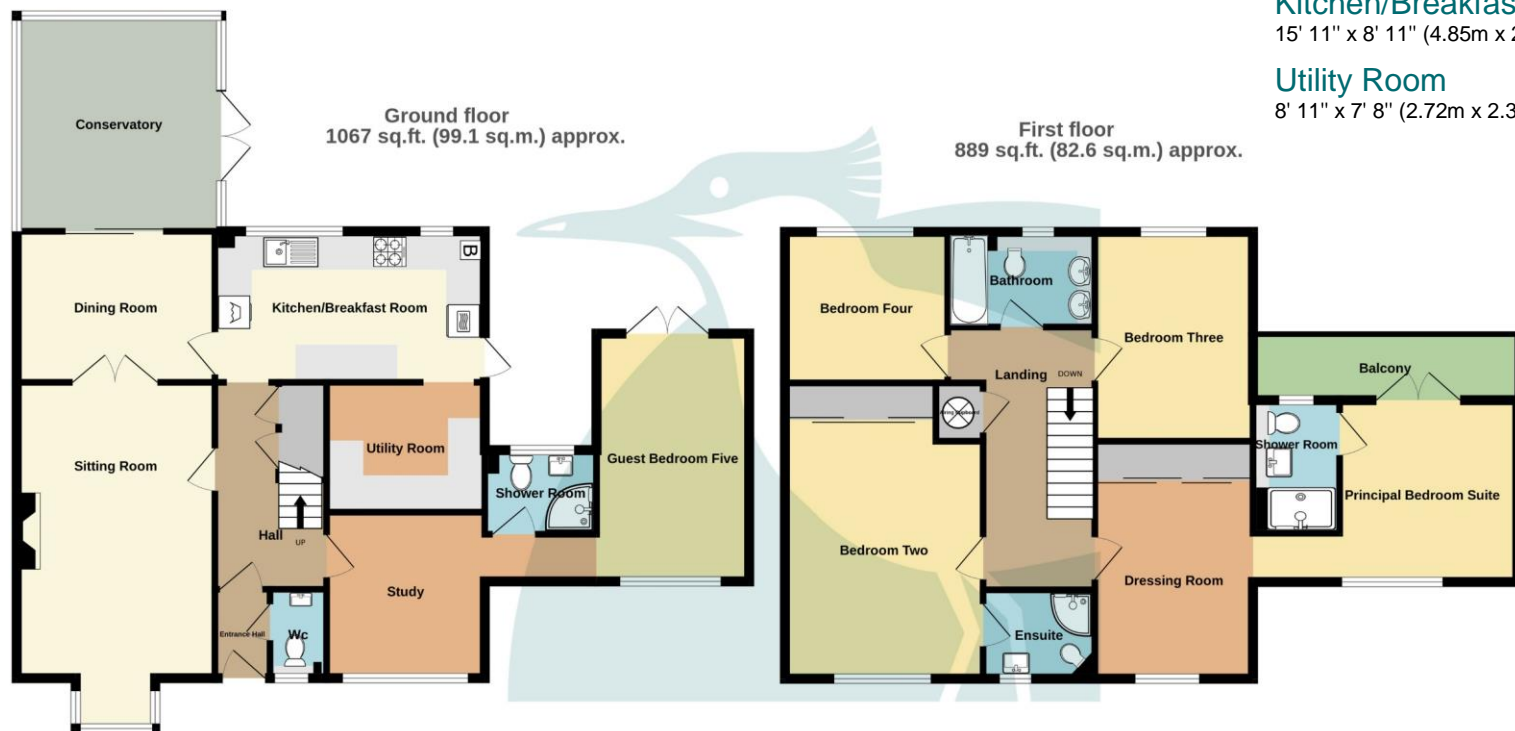 Kitchen/Breakfas
15' 11" x 8' 11" (4.85m x 2
Utility Room
8' 11" x 7' 8" (2.72m x 2.3
Ground floor
1067 sq.ft. (99.1 sq.m.) approx.
Conservatory
Dining Room
Kitchen/Breakfast Room
B
Sitting Room
Utility Room
Guest Bedroom Five
Shower Room
Hall
UP
Study
Entrance Hall
Wc
First floor
889 sq.ft. (82.6 sq.m.) approx.
Bathroom
Bedroom Four
Bedroom Three
Landing
DOWN
Balcony
Airing Cupboard
Shower Room
Principal Bedroom Suite
Bedroom Two
Dressing Room
Ensuite